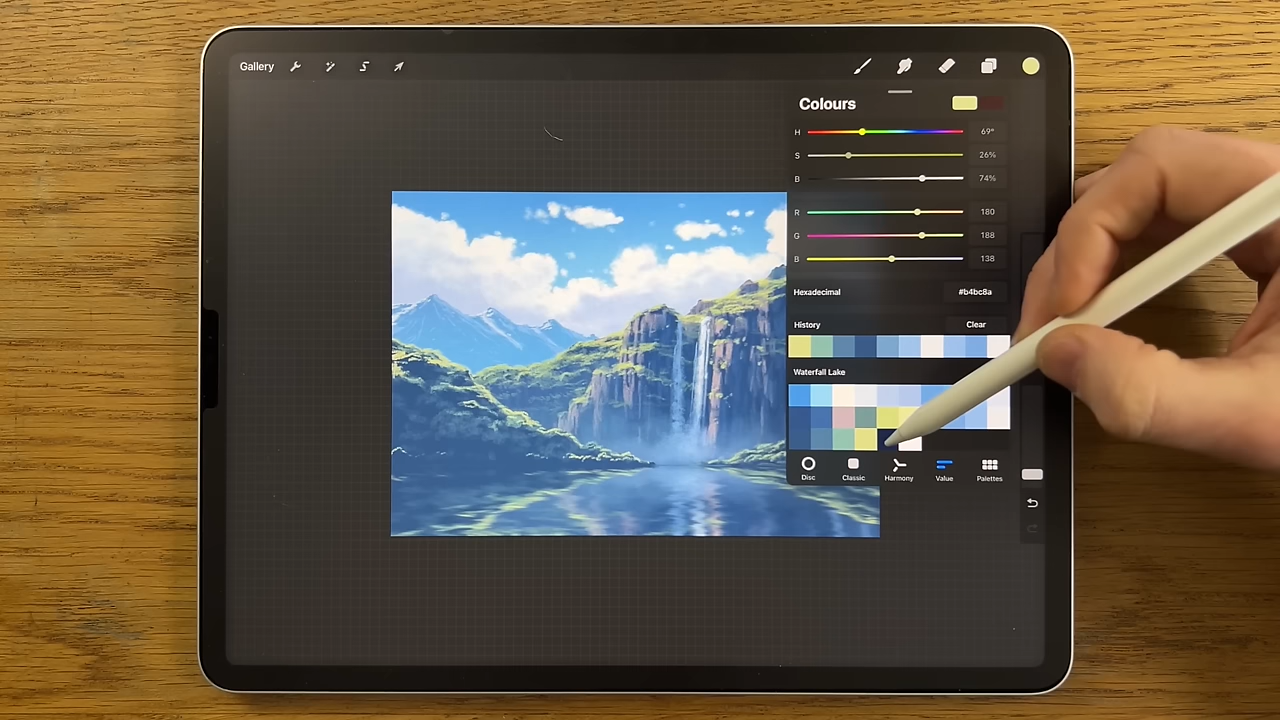 Gallery
Colours
H 69°
S 26%
B 74%
R 180
G 188
B 138
Hexadecimal #b4bc8a
History Clear
Waterfall Lake
Disc Classic Harmony Value Palettes